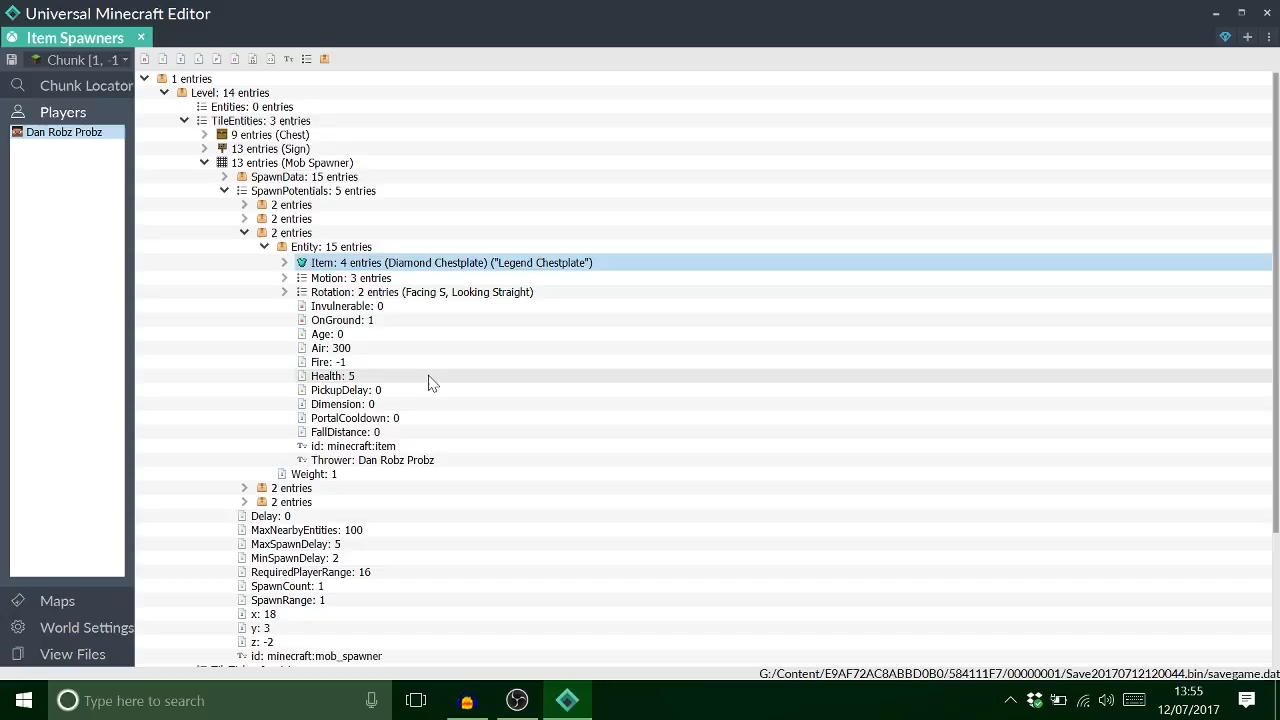 Universal Minecraft Editor
Item Spawners
Chunk [1, -1
Chunk Locator
Players
Dan Robz Probz
Maps
World Settings
View Files
1 entries
Level: 14 entries
Entities: 0 entries
TileEntities: 3 entries
9 entries (Chest)
13 entries (Sign)
13 entries (Mob Spawner)
SpawnData: 15 entries
SpawnPotentials: 5 entries
2 entries
2 entries
2 entries
Entity: 15 entries
Item: 4 entries (Diamond Chestplate) ("Legend Chestplate")
Motion: 3 entries
Rotation: 2 entries (Facing S, Looking Straight)
Invulnerable: 0
OnGround: 1
Age: 0
Air: 300
Fire: -1
Health: 5
PickupDelay: 0
Dimension: 0
PortalCooldown: 0
FallDistance: 0
id: minecraft:item
Thrower: Dan Robz Probz
Weight: 1
2 entries
2 entries
Delay: 0
MaxNearbyEntities: 100
MaxSpawnDelay: 5
MinSpawnDelay: 2
RequiredPlayerRange: 16
SpawnCount: 1
SpawnRange: 1
x: 18
y: 3
z: -2
id: minecraft:mob_spawner
G:/Content/E9AF72AC8ABBD0B0/584111F7/00000001/Save20170712120044.bin/savegame.dat
Type here to search
13:55
12/07/2017